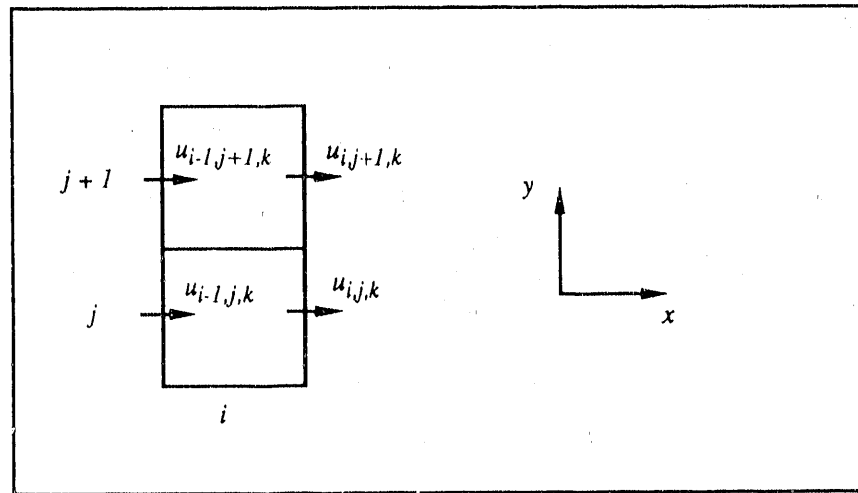 u_{i-1,j+1,k} u_{i,j+1,k}
j + 1
y
u_{i-1,j,k} u_{i,j,k}
j
x
i